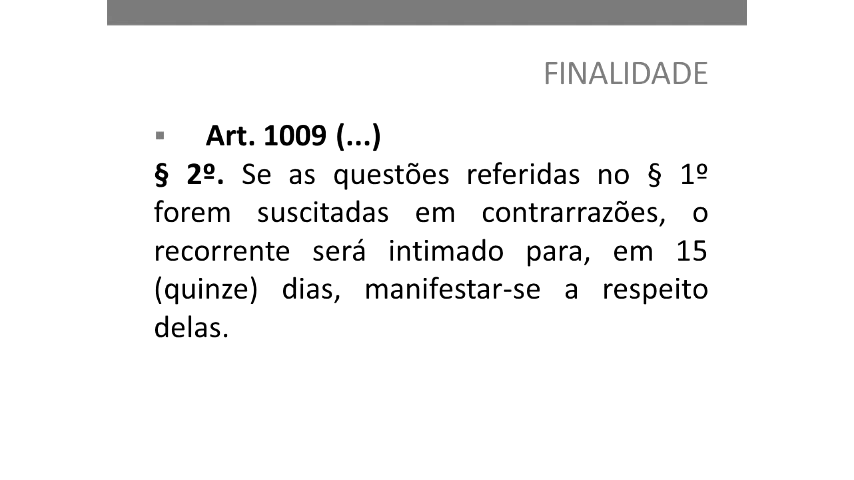 FINALIDADE
▪ Art. 1009 (...)
§ 2º. Se as questões referidas no § 1º
forem suscitadas em contrarrazões, o
recorrente será intimado para, em 15
(quinze) dias, manifestar-se a respeito
delas.